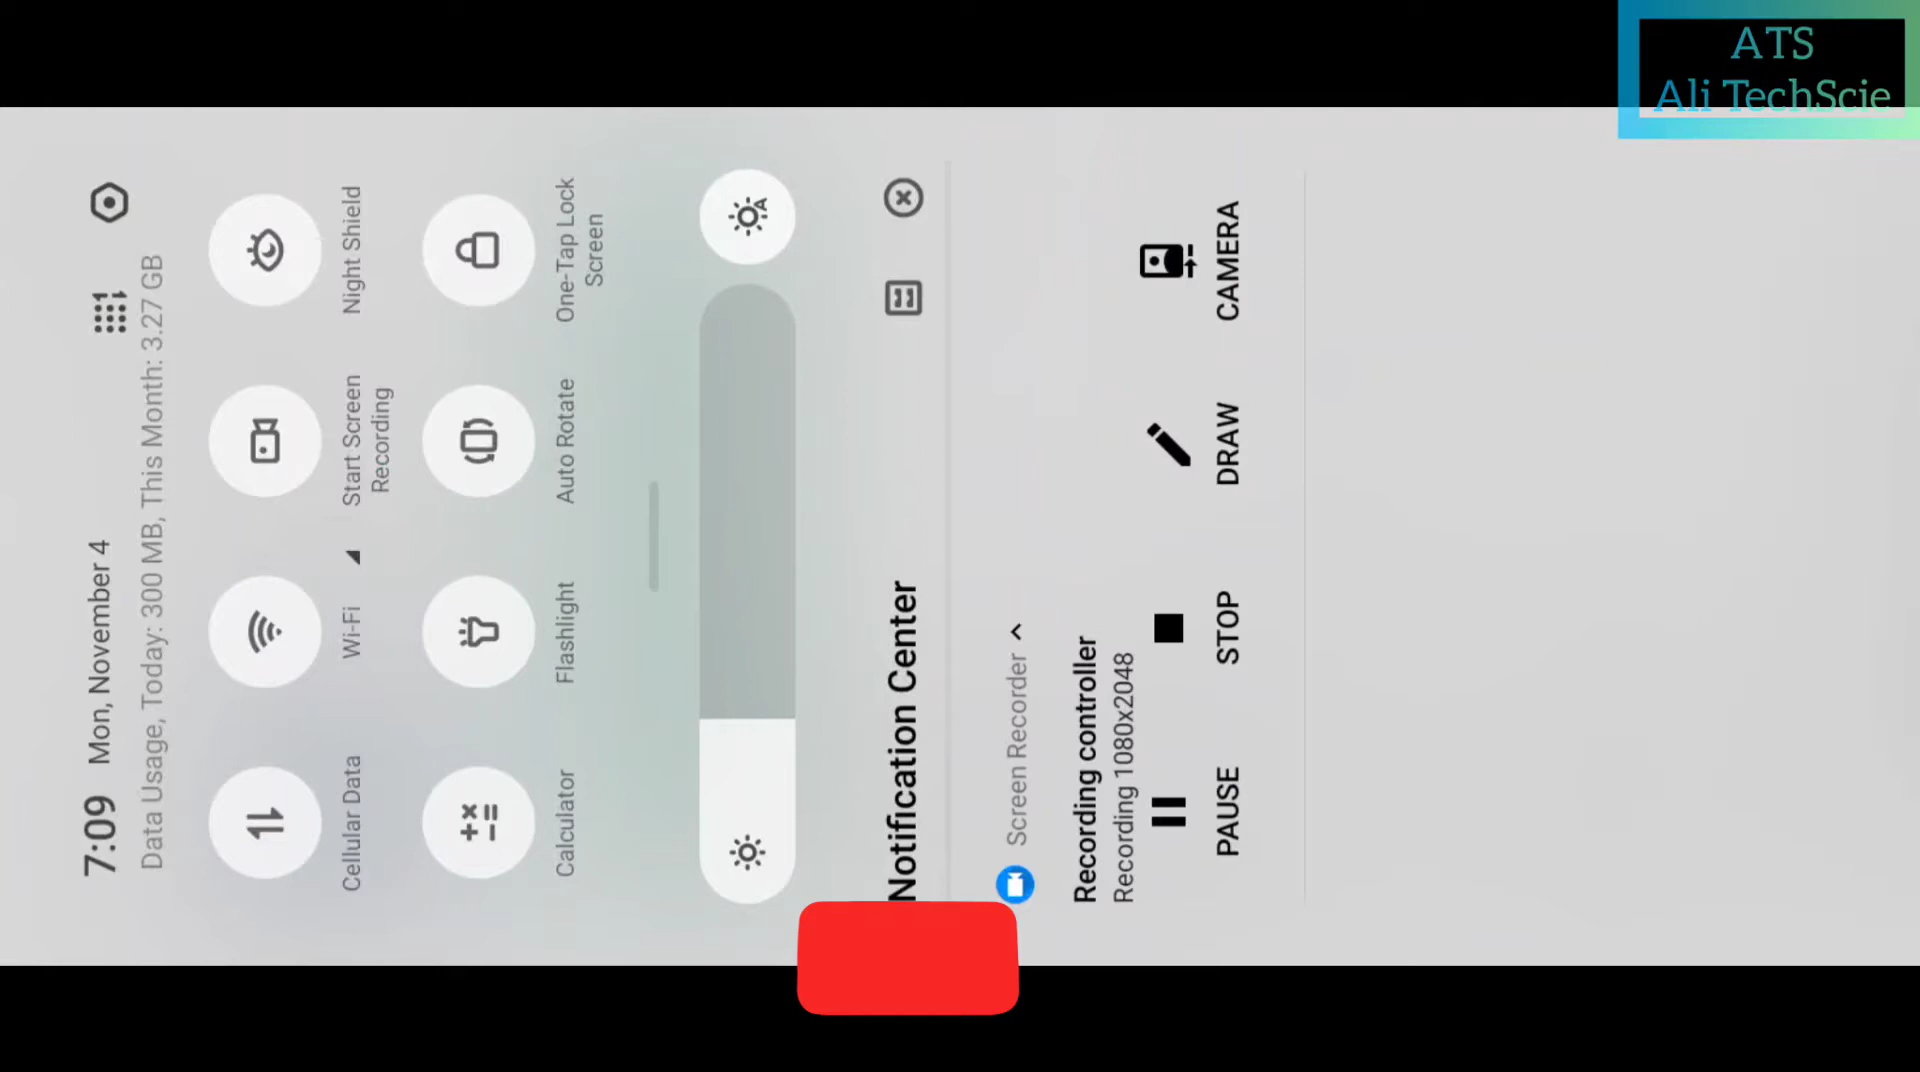 ATS
Ali TechScie
7:09 Mon, November 4
Data Usage, Today: 300 MB, This Month: 3.27 GB
Cellular Data
Wi-Fi
Start Screen
Recording
Night Shield
Calculator
Flashlight
Auto Rotate
One-Tap Lock
Screen
Notification Center
Screen Recorder
Recording controller
Recording 1080x2048
PAUSE
STOP
DRAW
CAMERA